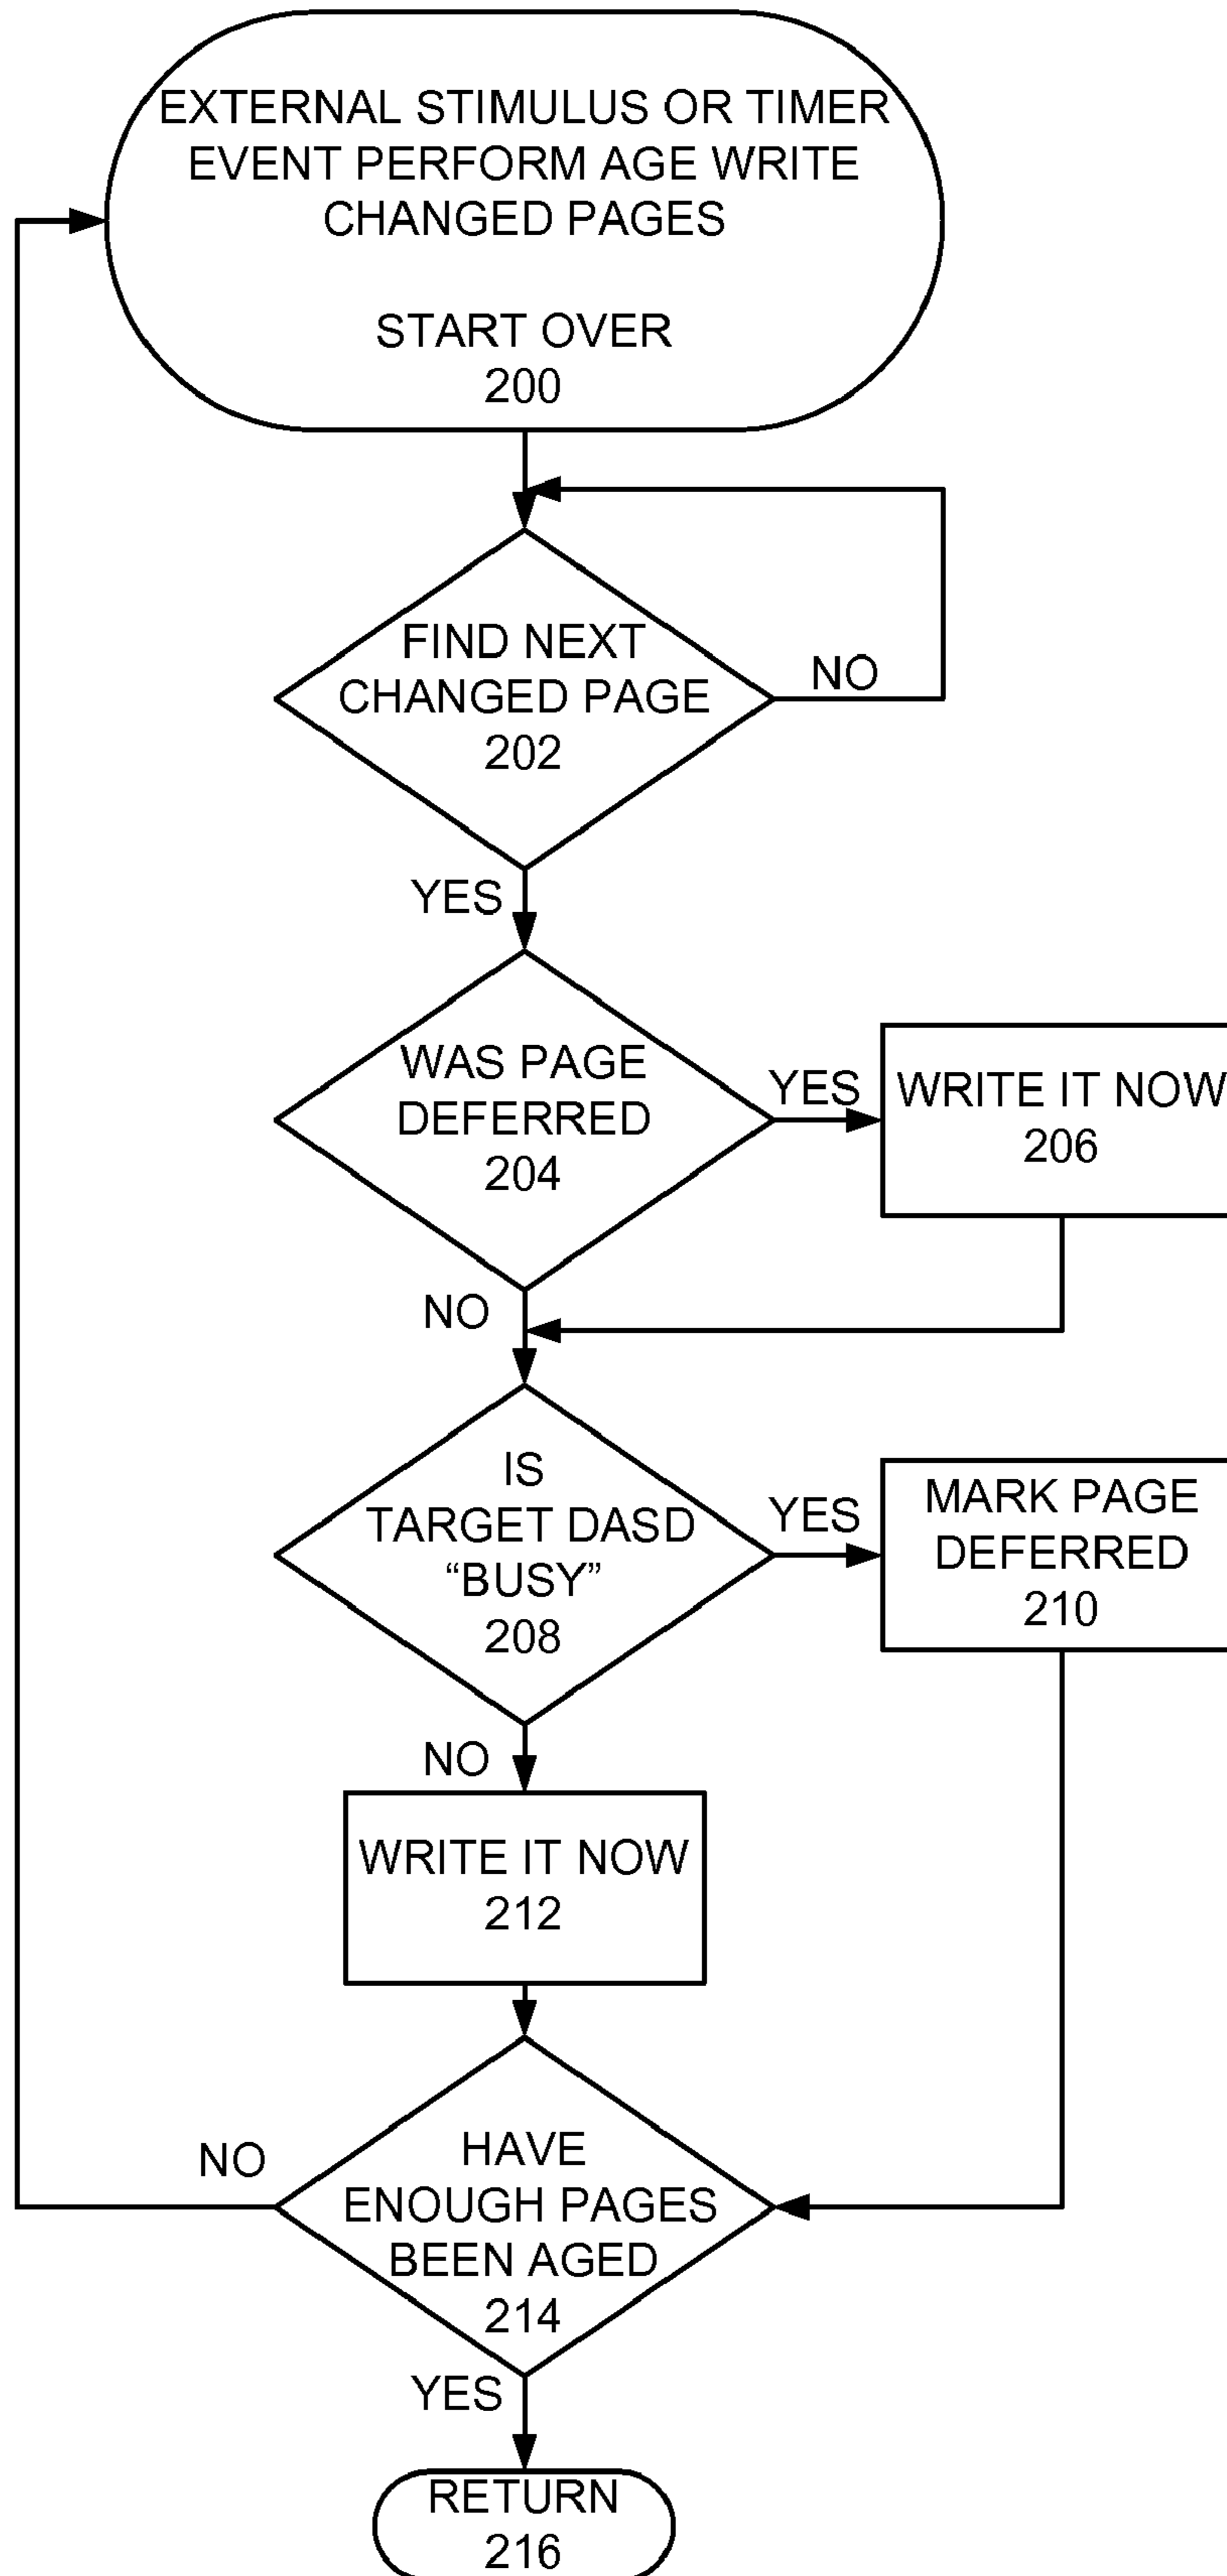 EXTERNAL STIMULUS OR TIMER
EVENT PERFORM AGE WRITE
CHANGED PAGES
START OVER
200
FIND NEXT
CHANGED PAGE
202
NO
YES
WAS PAGE
DEFERRED
204
YES
WRITE IT NOW
206
NO
IS
TARGET DASD
“BUSY”
208
YES
MARK PAGE
DEFERRED
210
NO
WRITE IT NOW
212
HAVE
ENOUGH PAGES
BEEN AGED
214
NO
YES
RETURN
216